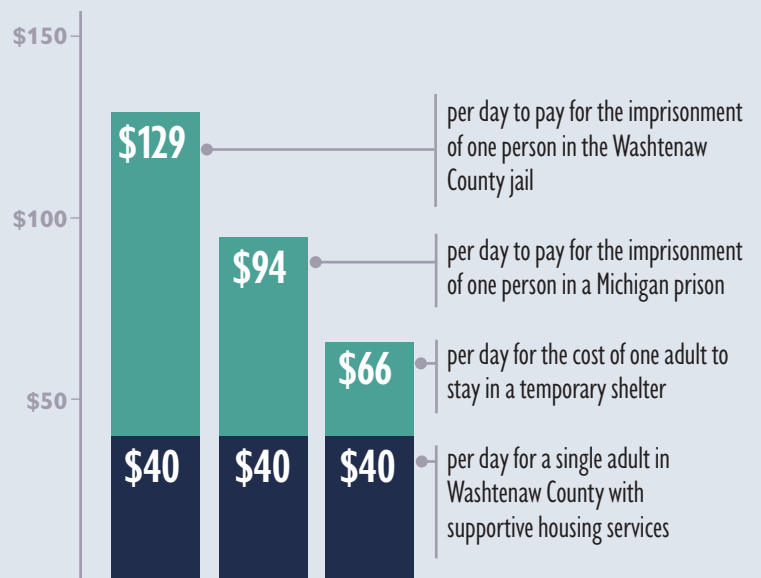 $150
$129
per day to pay for the imprisonment
of one person in the Washtenaw
County jail
$100
$94
per day to pay for the imprisonment
of one person in a Michigan prison
$66
per day for the cost of one adult to
stay in a temporary shelter
$50
$40
$40
$40
per day for a single adult in
Washtenaw County with
supportive housing services